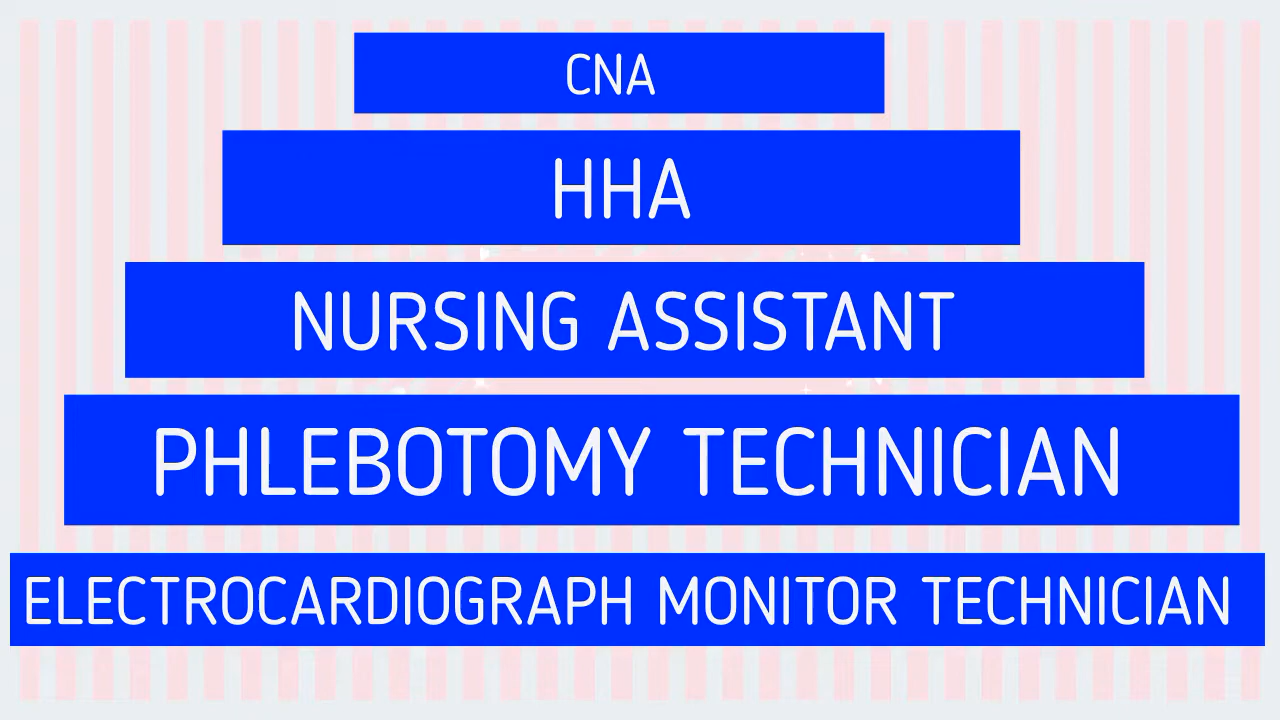 CNA
HHA
NURSING ASSISTANT
PHLEBOTOMY TECHNICIAN
ELECTROCARDIOGRAPH MONITOR TECHNICIAN